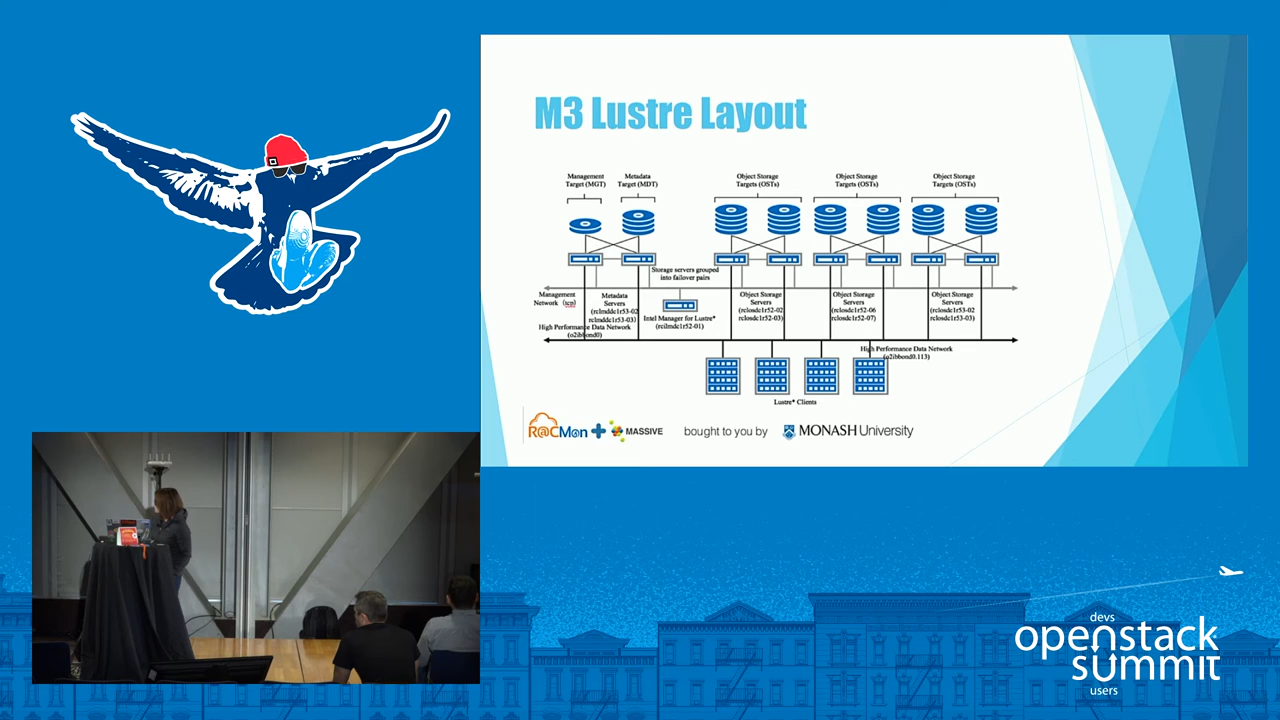 M3 Lustre Layout
Management
Target (MGT)
Metadata
Target (MDT)
Object Storage
Targets (OSTs)
Object Storage
Targets (OSTs)
Object Storage
Targets (OSTs)
Storage servers grouped
into failover pairs
Management
Network (tcp)
Metadata
Servers
(rclmddc1r53-02
rclmddc1r53-03)
Intel Manager for Lustre*
(rcilmdc1r52-01)
Object Storage
Servers
(rclosdc1r52-02
rclosdc1r52-03)
Object Storage
Servers
(rclosdc1r52-06
rclosdc1r52-07)
Object Storage
Servers
(rclosdc1r53-02
rclosdc1r53-03)
High Performance Data Network
(o2ibbond0)
High Performance Data Network
(o2ibbond0.113)
Lustre* Clients
R@CMon + MASSIVE bought to you by MONASH University
devs
openstack
summit
users